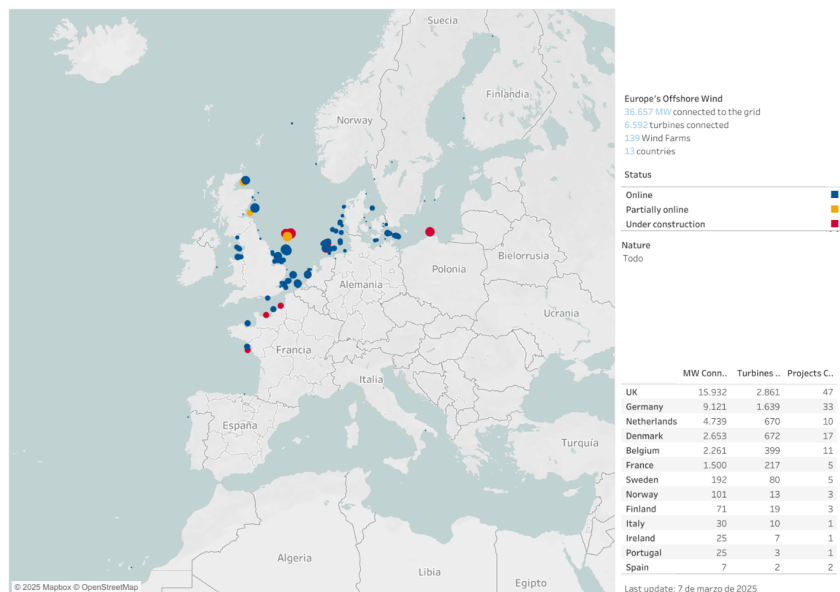 Suecia
Finlandia
Norway
Bielorrusia
Polonia
Alemania
Ucrania
Francia
Italia
España
Turquía
Argelia
Libia
Egipto
© 2025 Mapbox © OpenStreetMap
Europe's Offshore Wind
36.657 MW connected to the grid
6.592 turbines connected
139 Wind Farms
13 countries
Status
Online
Partially online
Under construction
Nature
Todo
MW Conn.. Turbines .. Projects C..
UK 15.932 2.861 47
Germany 9.121 1.639 33
Netherlands 4.739 670 10
Denmark 2.653 672 17
Belgium 2.261 399 11
France 1.500 217 5
Sweden 192 80 5
Norway 101 13 3
Finland 71 19 3
Italy 30 10 1
Ireland 25 7 1
Portugal 25 3 1
Spain 7 2 2
Last update: 7 de marzo de 2025